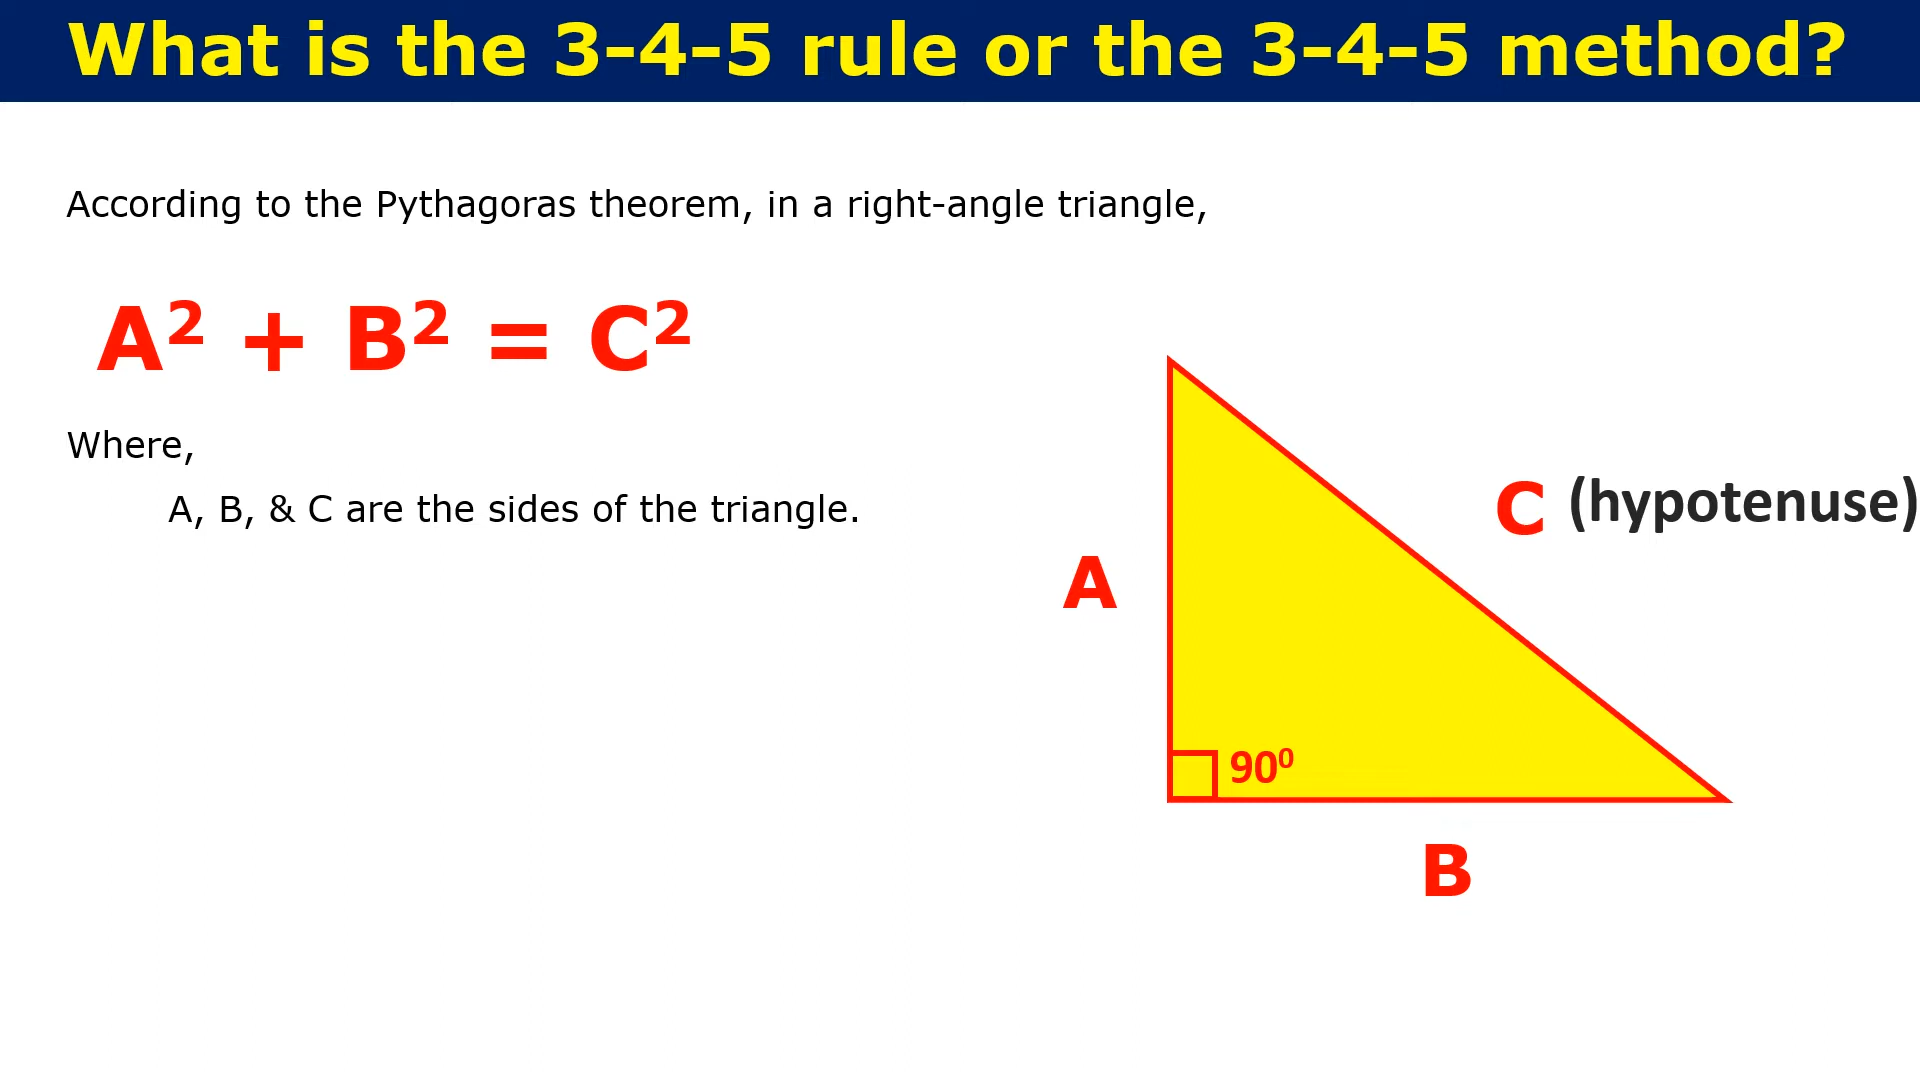 What is the 3-4-5 rule or the 3-4-5 method?
According to the Pythagoras theorem, in a right-angle triangle,
A² + B² = C²
Where,
A, B, & C are the sides of the triangle.
C (hypotenuse)
A
90⁰
B